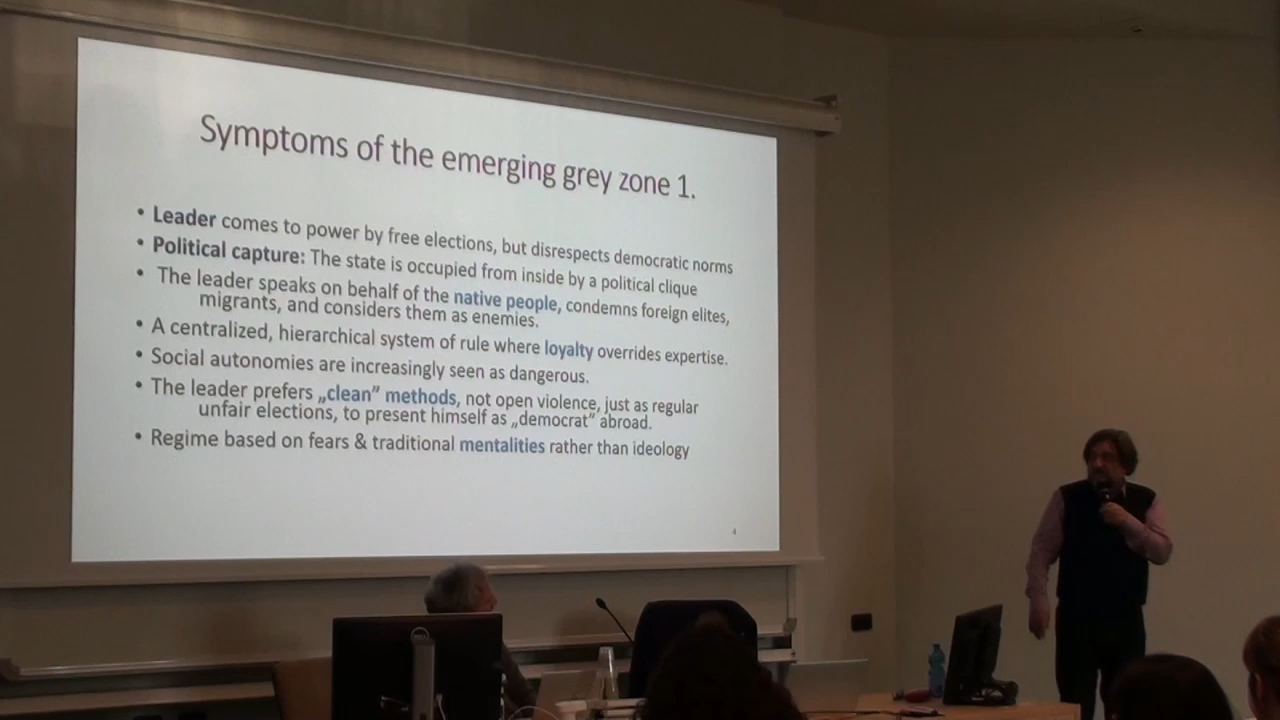 Symptoms of the emerging grey zone 1.
• Leader comes to power by free elections, but disrespects democratic norms
• Political capture: The state is occupied from inside by a political clique
• The leader speaks on behalf of the native people, condemns foreign elites,
migrants, and considers them as enemies.
• A centralized, hierarchical system of rule where loyalty overrides expertise.
• Social autonomies are increasingly seen as dangerous.
• The leader prefers „clean” methods, not open violence, just as regular
unfair elections, to present himself as „democrat” abroad.
• Regime based on fears & traditional mentalities rather than ideology
4